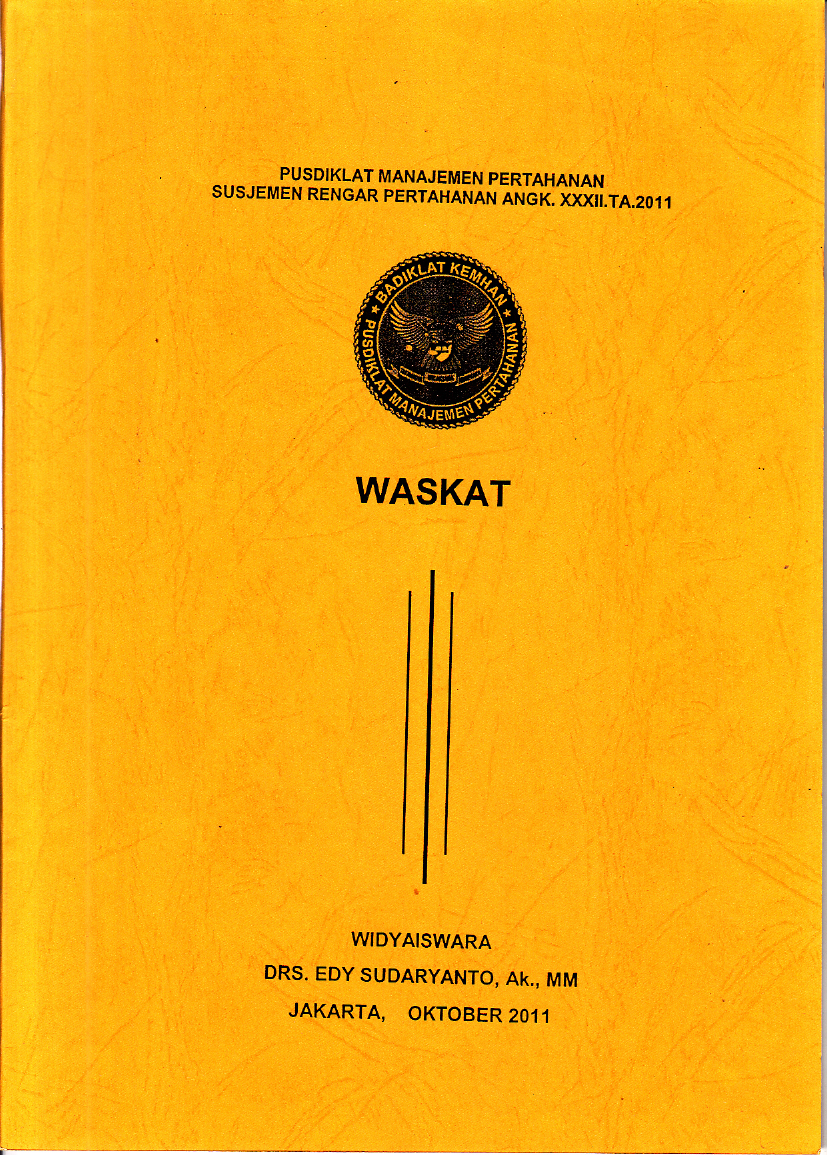 PUSDIKLAT MANAJEMEN PERTAHANAN
SUSJEMEN RENGAR PERTAHANAN ANGK. XXXII.TA.2011
★ BADIKLAT KEMHAN ★
PUSDIKLAT MANAJEMEN PERTAHANAN
WASKAT
WIDYAISWARA
DRS. EDY SUDARYANTO, Ak., MM
JAKARTA, OKTOBER 2011